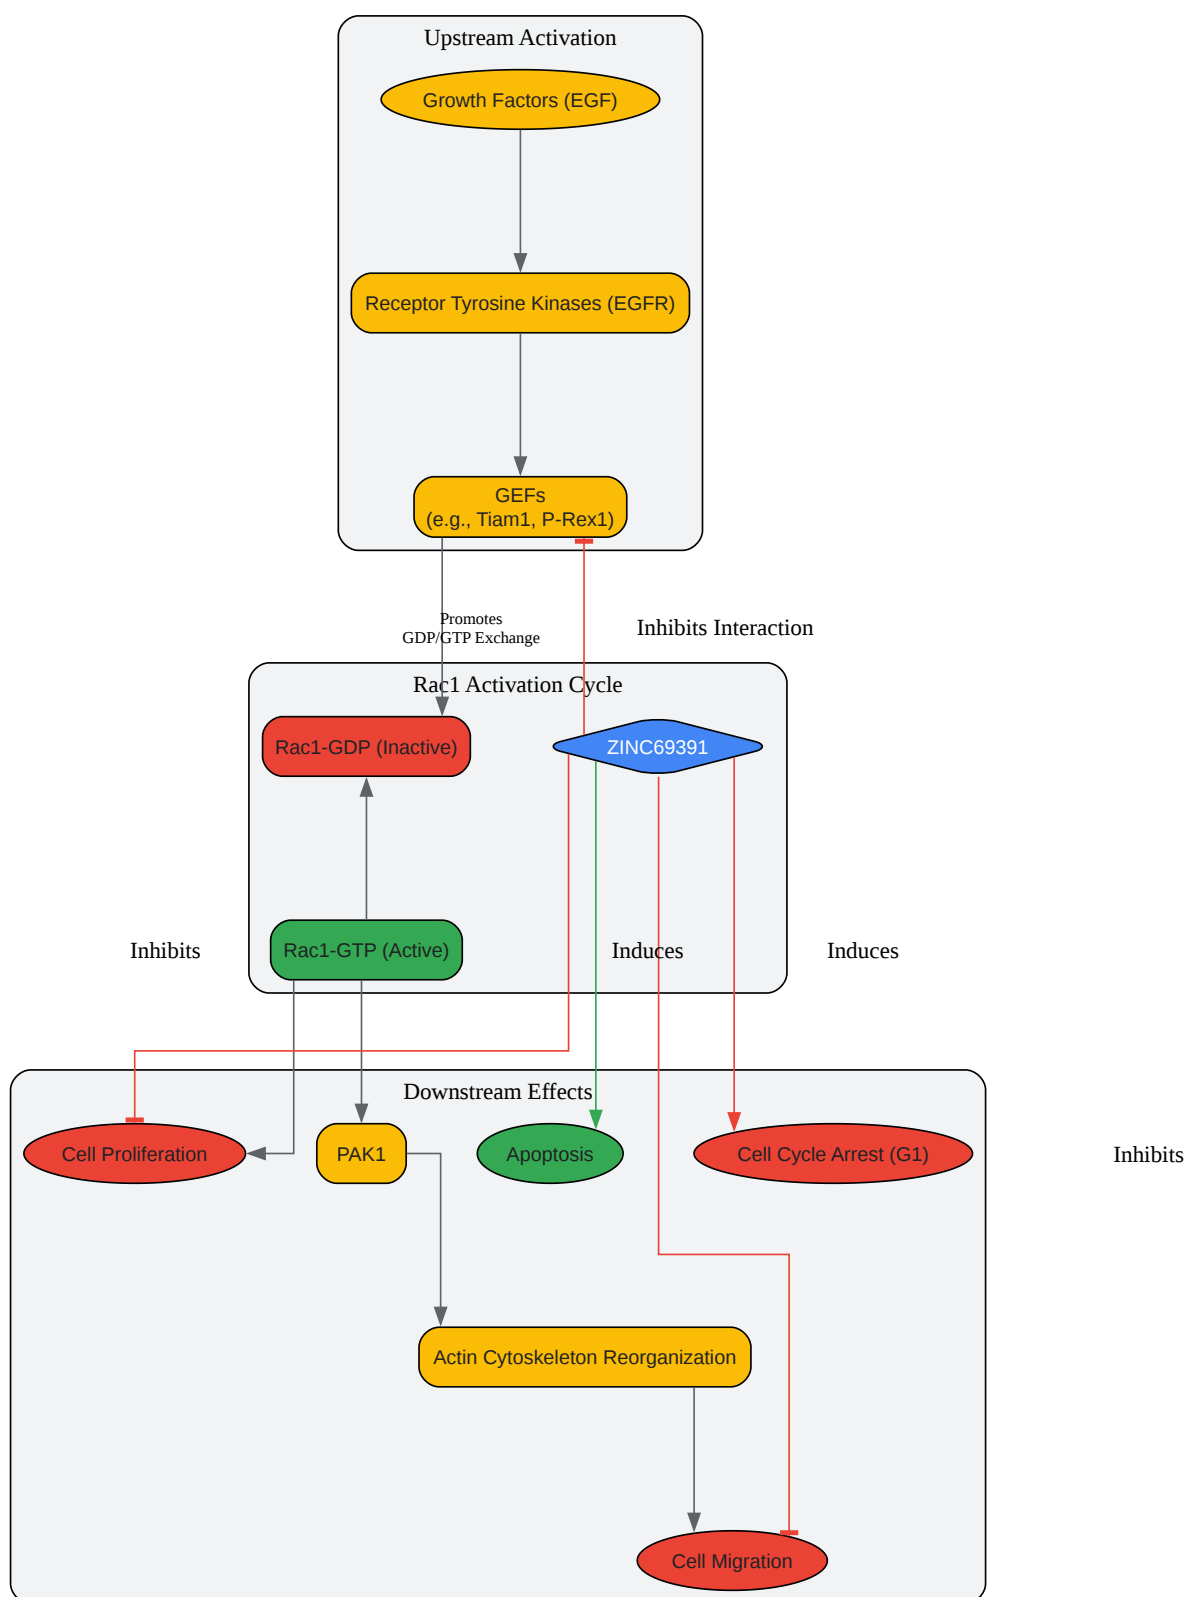 Upstream Activation
Growth Factors (EGF)
Receptor Tyrosine Kinases (EGFR)
GEFs
(e.g., Tiam1, P-Rex1)
Promotes
GDP/GTP Exchange
Inhibits Interaction
Rac1 Activation Cycle
Rac1-GDP (Inactive)
ZINC69391
Inhibits
Rac1-GTP (Active)
Induces
Induces
Downstream Effects
Cell Proliferation
PAK1
Apoptosis
Cell Cycle Arrest (G1)
Inhibits
Actin Cytoskeleton Reorganization
Cell Migration